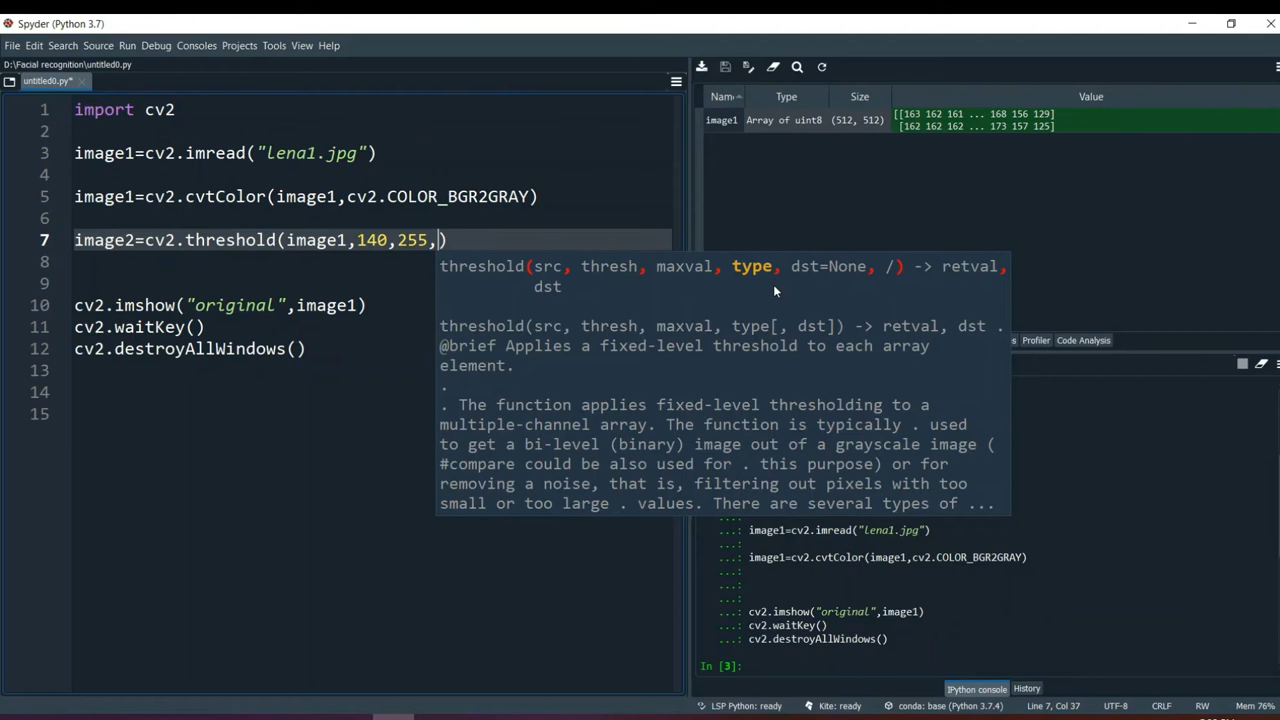 Spyder (Python 3.7)
File Edit Search Source Run Debug Consoles Projects Tools View Help
D:\Facial recognition\untitled0.py
untitled0.py*
1 import cv2
2
3 image1=cv2.imread("lena1.jpg")
4
5 image1=cv2.cvtColor(image1,cv2.COLOR_BGR2GRAY)
6
7 image2=cv2.threshold(image1,140,255,)
8
9
10 cv2.imshow("original",image1)
11 cv2.waitKey()
12 cv2.destroyAllWindows()
13
14
15
threshold(src, thresh, maxval, type, dst=None, /) -> retval,
dst
threshold(src, thresh, maxval, type[, dst]) -> retval, dst .
@brief Applies a fixed-level threshold to each array
element.
.
. The function applies fixed-level thresholding to a
multiple-channel array. The function is typically . used
to get a bi-level (binary) image out of a grayscale image (
#compare could be also used for . this purpose) or for
removing a noise, that is, filtering out pixels with too
small or too large . values. There are several types of ...
Nam Type Size Value
image1 Array of uint8 (512, 512) [[163 162 161 ... 168 156 129]
[162 162 162 ... 173 157 125]
Profiler Code Analysis
...:
...: image1=cv2.imread("lena1.jpg")
...:
...: image1=cv2.cvtColor(image1,cv2.COLOR_BGR2GRAY)
...:
...:
...:
...: cv2.imshow("original",image1)
...: cv2.waitKey()
...: cv2.destroyAllWindows()
In [3]:
IPython console History
LSP Python: ready Kite: ready conda: base (Python 3.7.4) Line 7, Col 37 UTF-8 CRLF RW Mem 76%